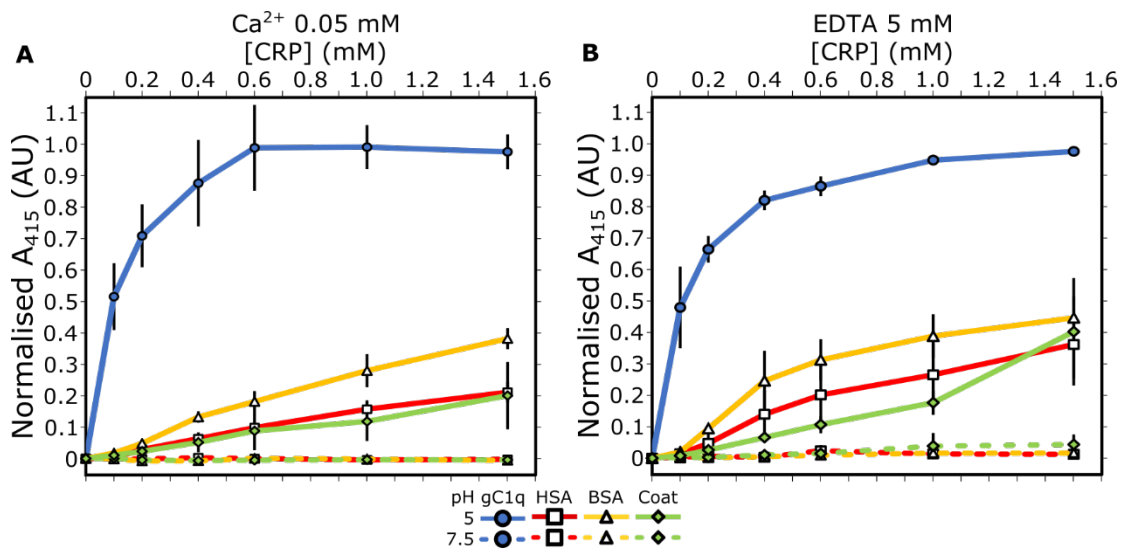 Ca²⁺ 0.05 mM
[CRP] (mM)
A
0 0.2 0.4 0.6 0.8 1.0 1.2 1.4 1.6
Normalised A₄₁₅ (AU)
1.1
1.0
0.9
0.8
0.7
0.6
0.5
0.4
0.3
0.2
0.1
0
EDTA 5 mM
[CRP] (mM)
B
0 0.2 0.4 0.6 0.8 1.0 1.2 1.4 1.6
Normalised A₄₁₅ (AU)
1.1
1.0
0.9
0.8
0.7
0.6
0.5
0.4
0.3
0.2
0.1
0
pH gC1q HSA BSA Coat
5
7.5